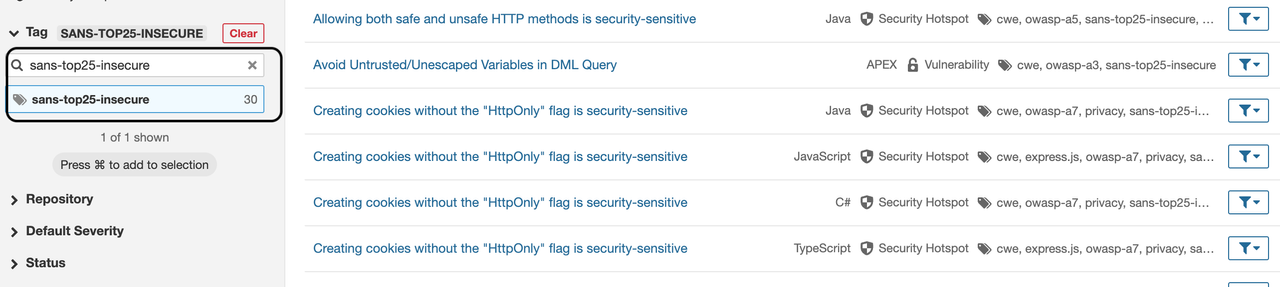 Tag SANS-TOP25-INSECURE Clear
sans-top25-insecure
sans-top25-insecure 30
1 of 1 shown
Press ⌘ to add to selection
Repository
Default Severity
Status
Allowing both safe and unsafe HTTP methods is security-sensitive Java Security Hotspot cwe, owasp-a5, sans-top25-insecure, ...
Avoid Untrusted/Unescaped Variables in DML Query APEX Vulnerability cwe, owasp-a3, sans-top25-insecure
Creating cookies without the "HttpOnly" flag is security-sensitive Java Security Hotspot cwe, owasp-a7, privacy, sans-top25-i...
Creating cookies without the "HttpOnly" flag is security-sensitive JavaScript Security Hotspot cwe, express.js, owasp-a7, privacy, sa...
Creating cookies without the "HttpOnly" flag is security-sensitive C# Security Hotspot cwe, owasp-a7, privacy, sans-top25-i...
Creating cookies without the "HttpOnly" flag is security-sensitive TypeScript Security Hotspot cwe, express.js, owasp-a7, privacy, sa...